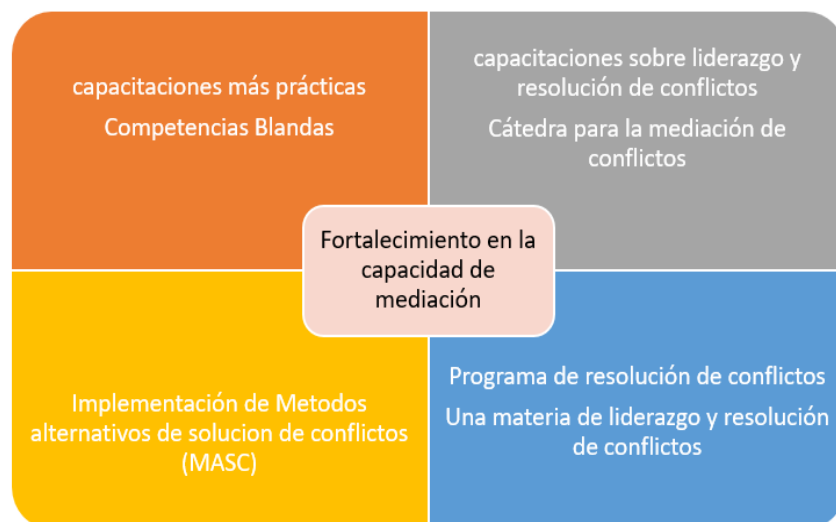 capacitaciones más prácticas
Competencias Blandas
capacitaciones sobre liderazgo y
resolución de conflictos
Cátedra para la mediación de
conflictos
Fortalecimiento en la
capacidad de
mediación
Implementación de Metodos
alternativos de solucion de conflictos
(MASC)
Programa de resolución de conflictos
Una materia de liderazgo y resolución
de conflictos